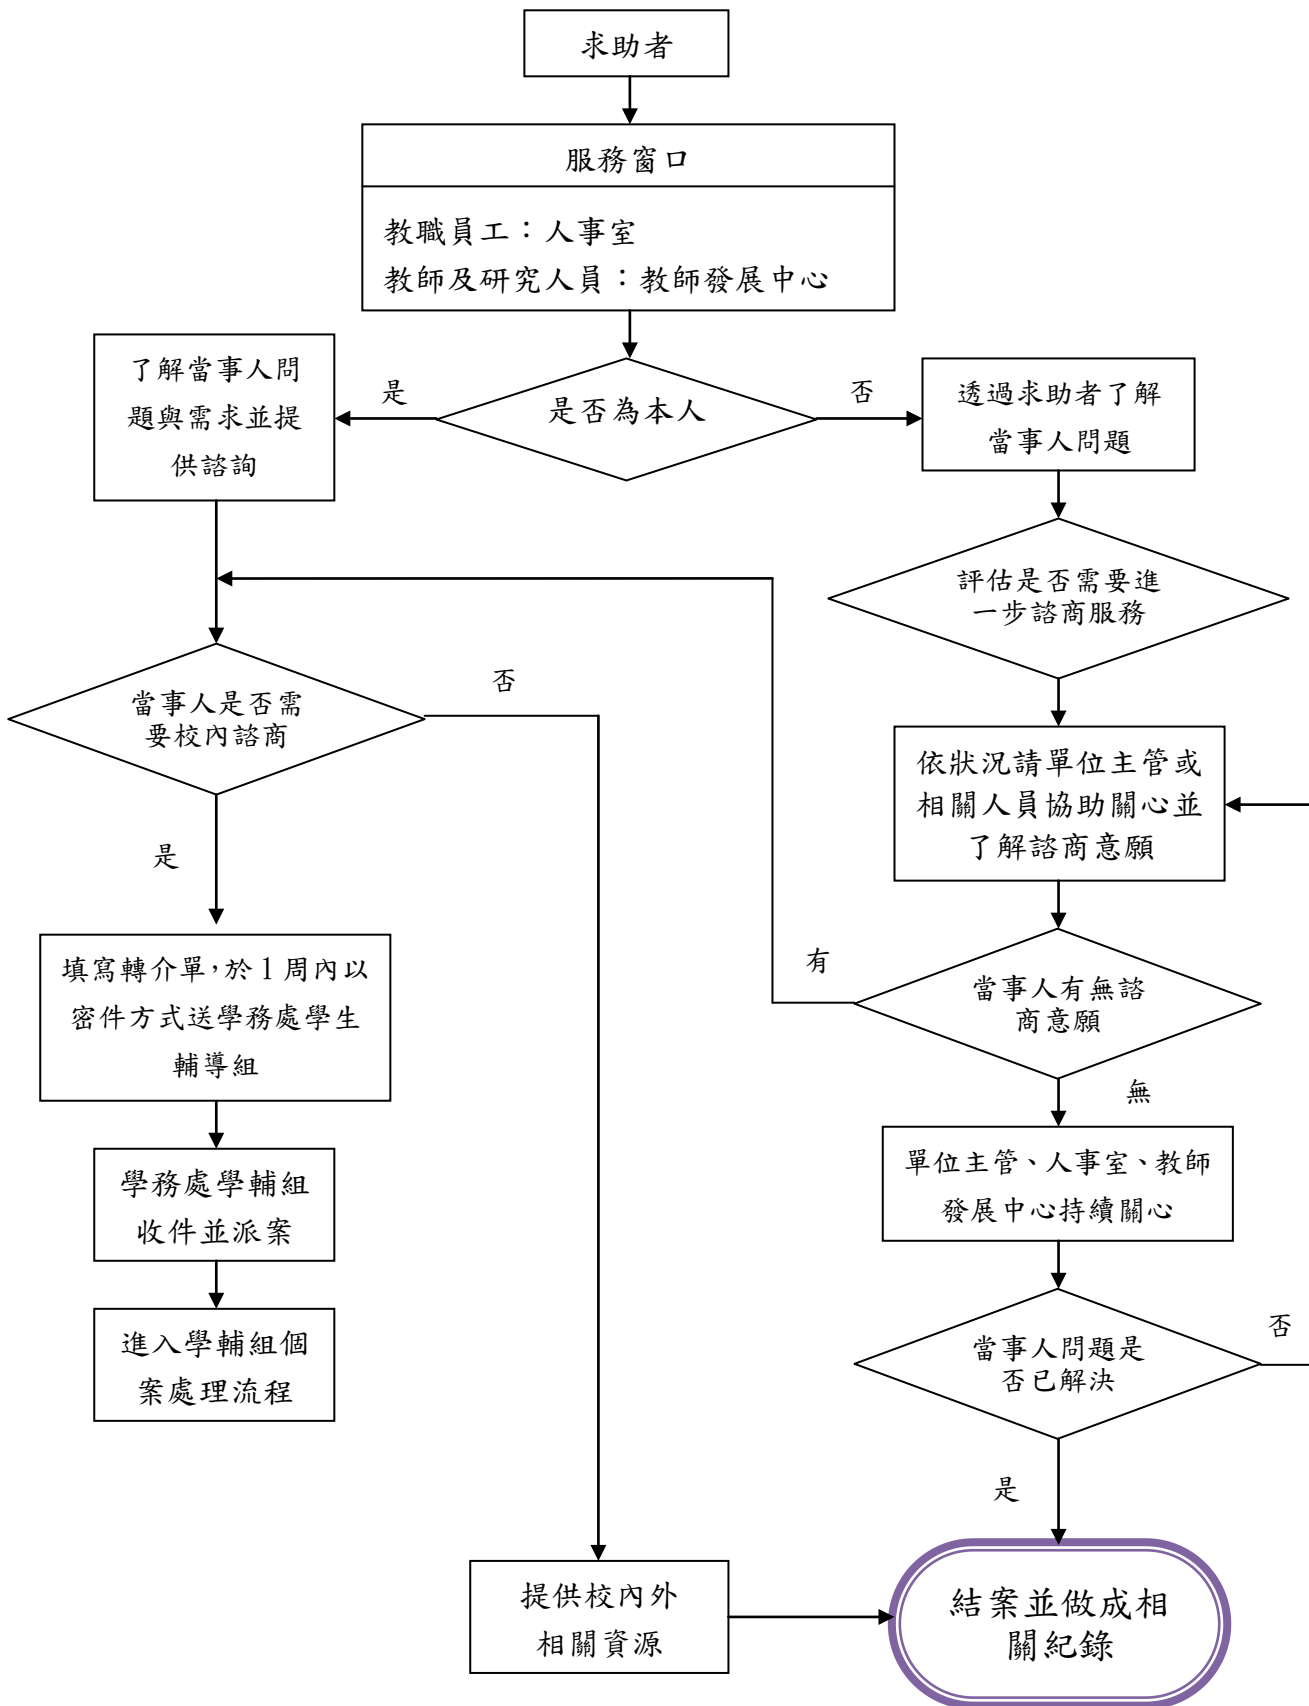 求助者
服務窗口
教職員工：人事室
教師及研究人員：教師發展中心
是否為本人
是
否
了解當事人問
題與需求並提
供諮詢
透過求助者了解
當事人問題
評估是否需要進
一步諮商服務
當事人是否需
要校內諮商
否
是
依狀況請單位主管或
相關人員協助關心並
了解諮商意願
填寫轉介單，於1周內以
密件方式送學務處學生
輔導組
有
當事人有無諮
商意願
無
學務處學輔組
收件並派案
單位主管、人事室、教師
發展中心持續關心
進入學輔組個
案處理流程
當事人問題是
否已解決
否
是
提供校內外
相關資源
結案並做成相
關紀錄